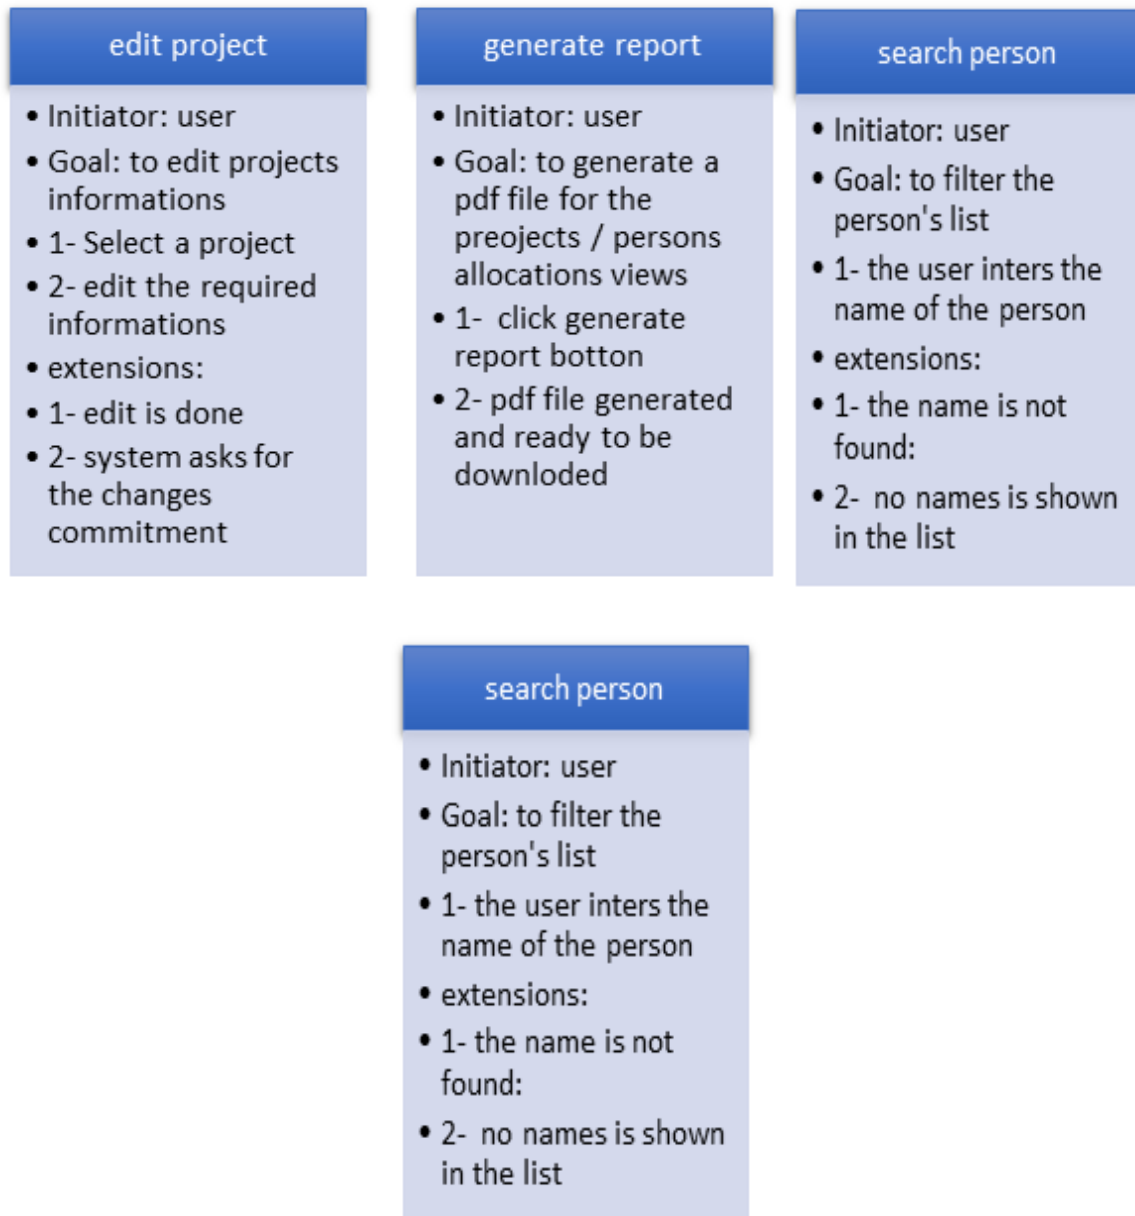 edit project
• Initiator: user
• Goal: to edit projects
informations
• 1- Select a project
• 2- edit the required
informations
• extensions:
• 1- edit is done
• 2- system asks for
the changes
commitment
generate report
• Initiator: user
• Goal: to generate a
pdf file for the
preojects / persons
allocations views
• 1- click generate
report botton
• 2- pdf file generated
and ready to be
downloded
search person
• Initiator: user
• Goal: to filter the
person's list
• 1- the user inters the
name of the person
• extensions:
• 1- the name is not
found:
• 2- no names is shown
in the list
search person
• Initiator: user
• Goal: to filter the
person's list
• 1- the user inters the
name of the person
• extensions:
• 1- the name is not
found:
• 2- no names is shown
in the list